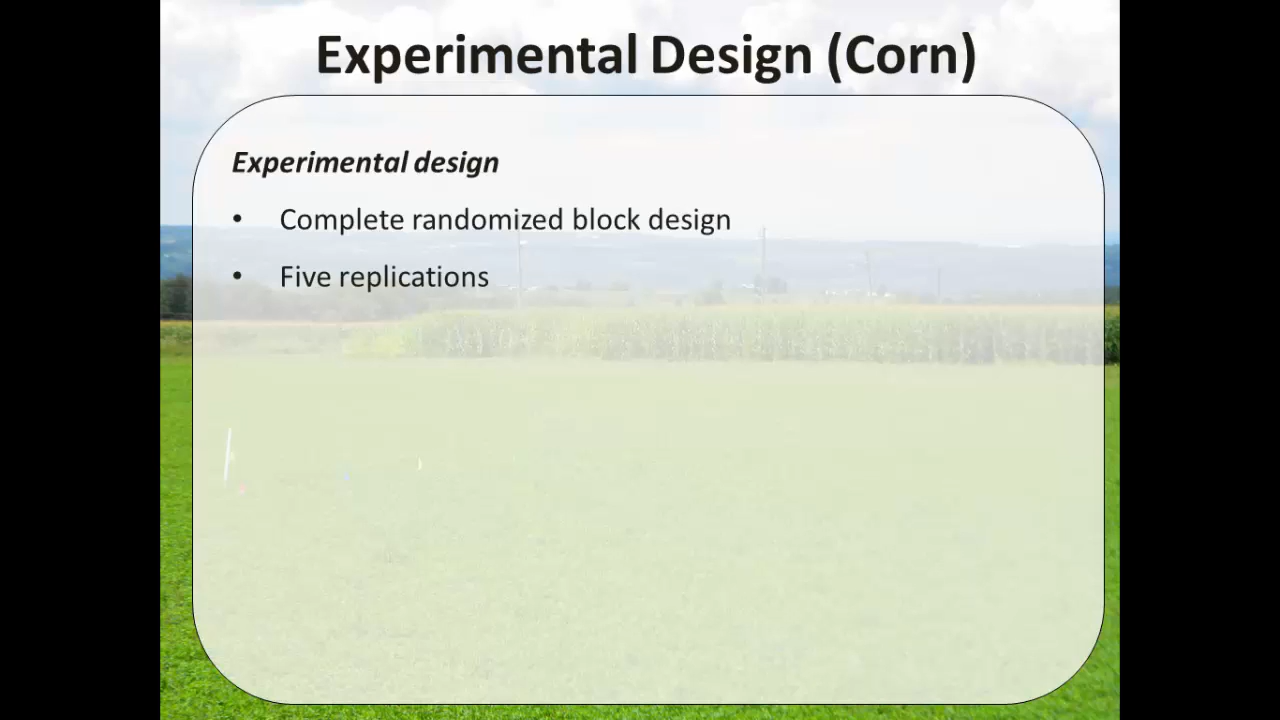 Experimental Design (Corn)
Experimental design
• Complete randomized block design
• Five replications